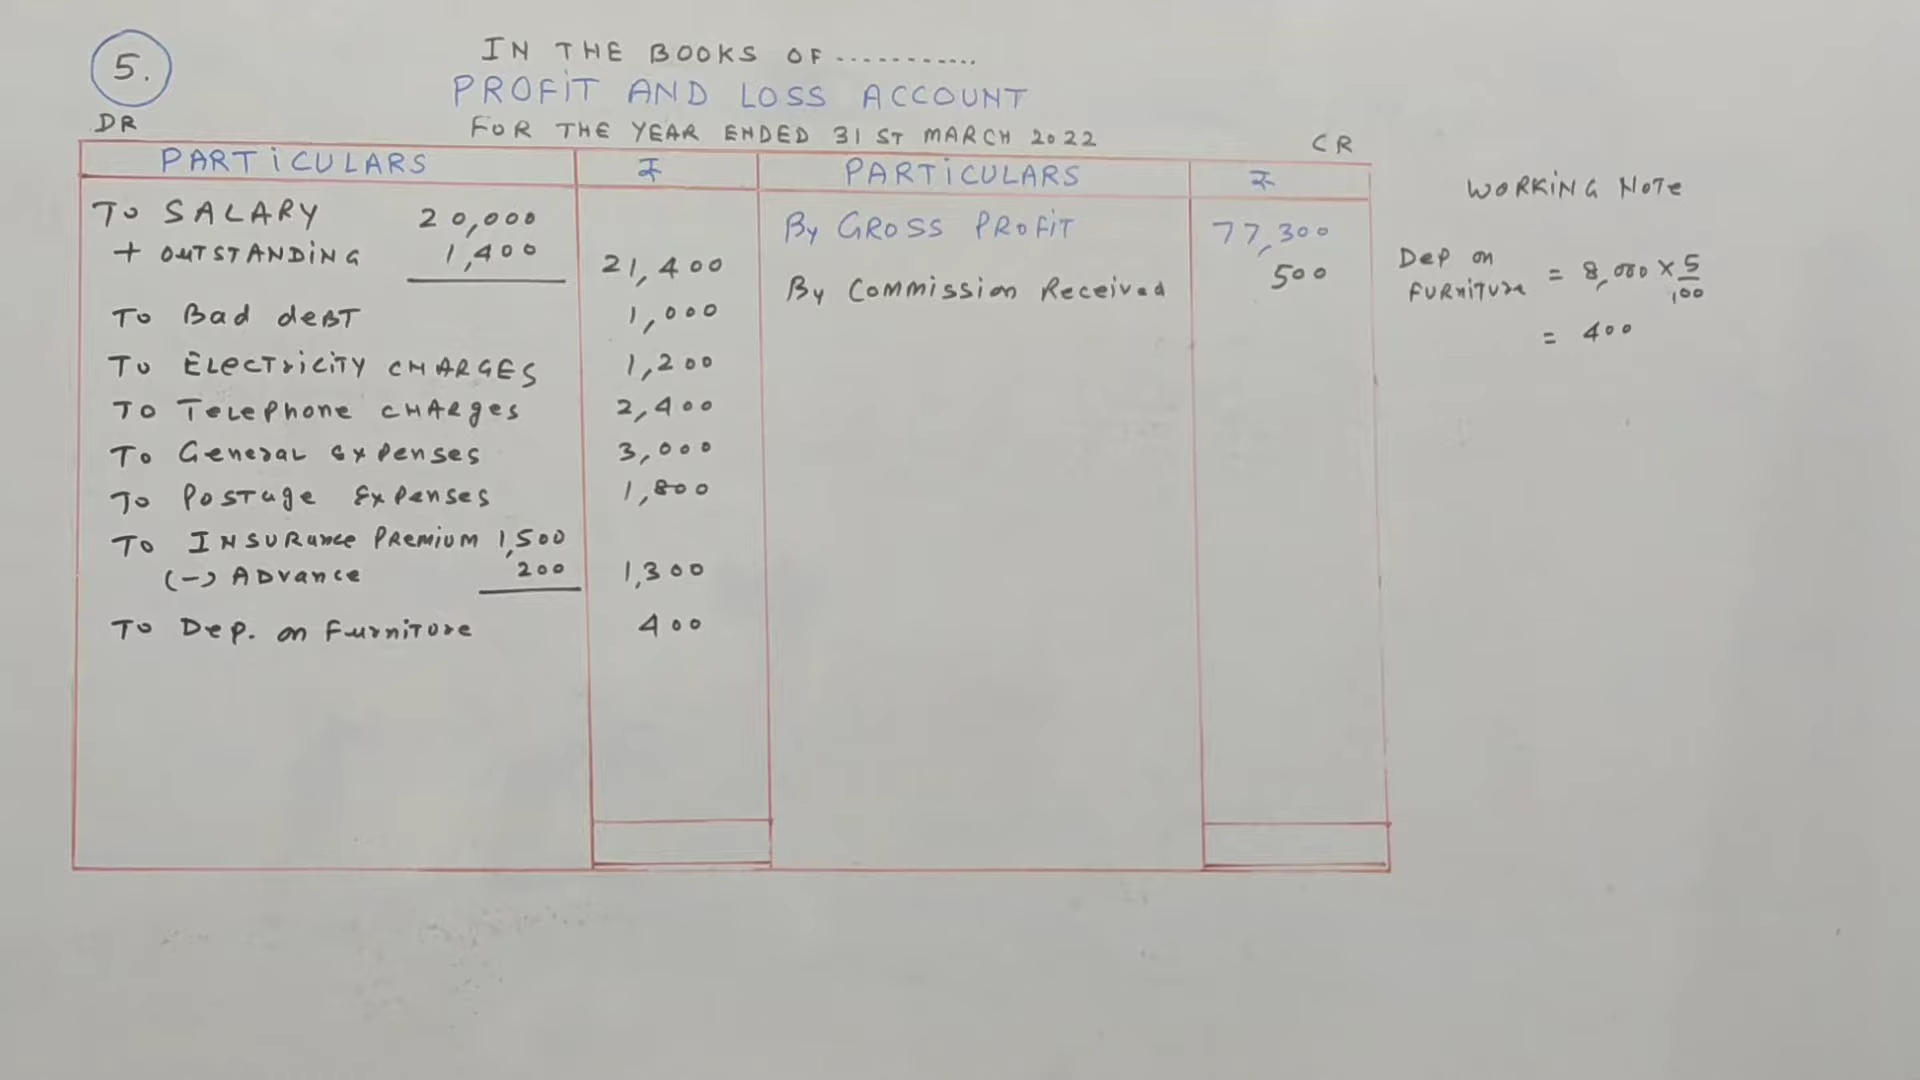 5.
IN THE BOOKS OF ...........
PROFIT AND LOSS ACCOUNT
FOR THE YEAR ENDED 31 ST MARCH 2022
DR
CR
PARTICULARS ₹ PARTICULARS ₹
TO SALARY 20,000
+ OUTSTANDING 1,400 21,400
TO Bad debt 1,000
TO Electricity CHARGES 1,200
TO Telephone CHArges 2,400
TO General expenses 3,000
TO Postage Expenses 1,800
TO INSURance PREMIUM 1,500
(-) Advance 200 1,300
TO Dep. on Furniture 400
By GROSS PROFIT 77,300
By Commission Received 500
WORKING NOTE
Dep on
FURNITURE = 8,000 × 5/100
= 400